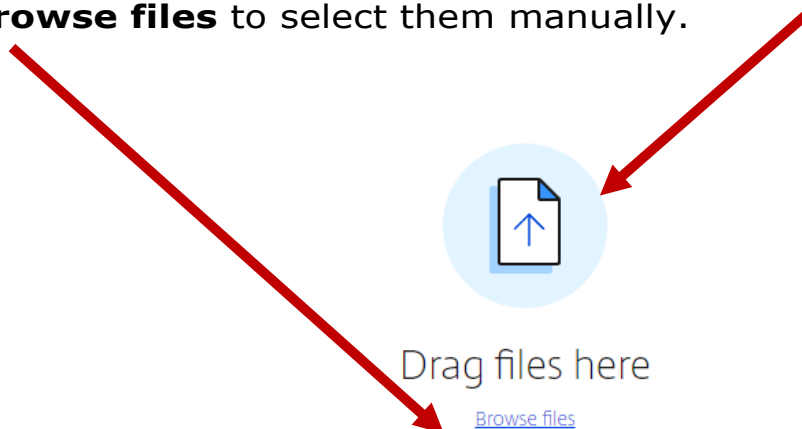 rowse files to select them manually.
Drag files here
Browse files